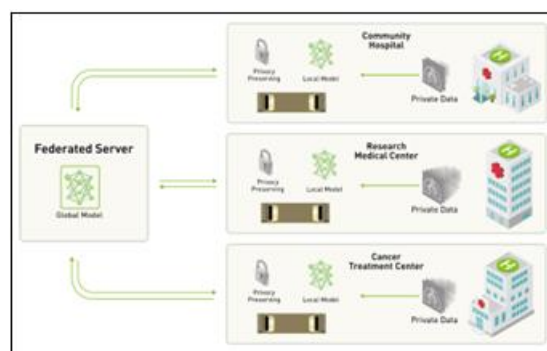 Community
Hospital
Privacy
Preserving
Local Model
Private Data
Federated Server
Global Model
Research
Medical Center
Privacy
Preserving
Local Model
Private Data
Cancer
Treatment Center
Privacy
Preserving
Local Model
Private Data